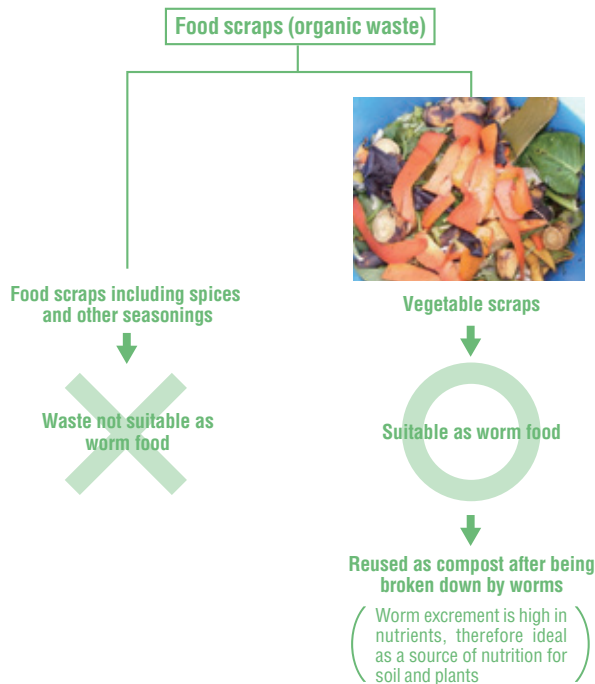 Food scraps (organic waste)
Food scraps including spices
and other seasonings
Waste not suitable as
worm food
Vegetable scraps
Suitable as worm food
Reused as compost after being
broken down by worms
( Worm excrement is high in
nutrients, therefore ideal
as a source of nutrition for
soil and plants )